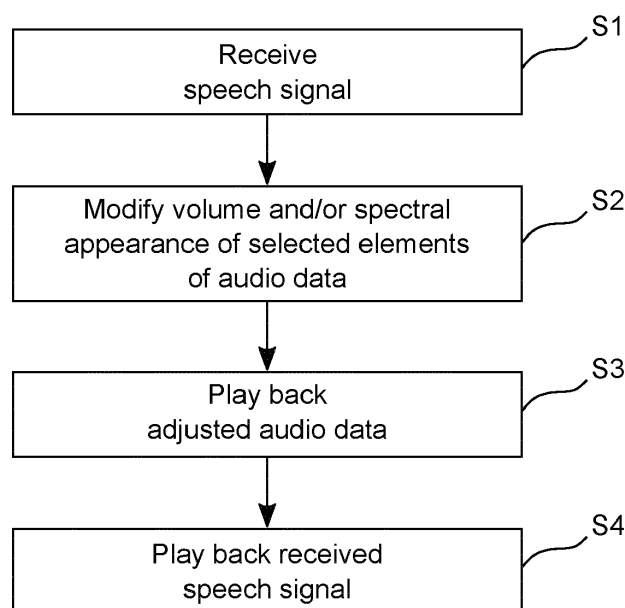 S1
Receive
speech signal
S2
Modify volume and/or spectral
appearance of selected elements
of audio data
S3
Play back
adjusted audio data
S4
Play back received
speech signal